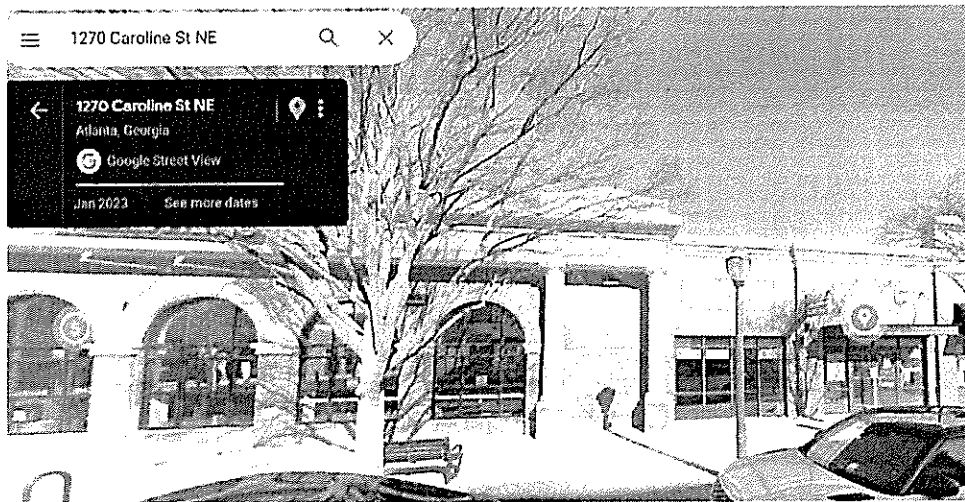 1270 Caroline St NE
1270 Caroline St NE
Atlanta, Georgia
Google Street View
Jan 2023 See more dates